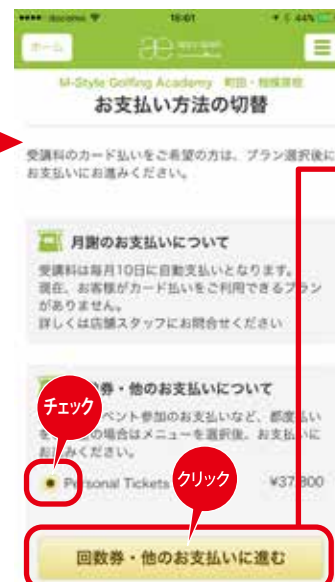 docomo 18:01 44%
ホーム
M-Style Golfing Academy 町田・相模原校
お支払い方法の切替
受講料のカード払いをご希望の方は、プラン選択後に
お支払いにお進みください。
月謝のお支払いについて
受講料は毎月10日に自動支払いとなります。
現在、お客様がカード払いをご利用できるプラン
がありません。
詳しくは店舗スタッフにお問合せください
券・他のお支払いについて
チェック
ベント参加のお支払いなど、都度払い
の場合はメニューを選択後、お支払いに
みください。
Personal Tickets
クリック
¥37,800
回数券・他のお支払いに進む